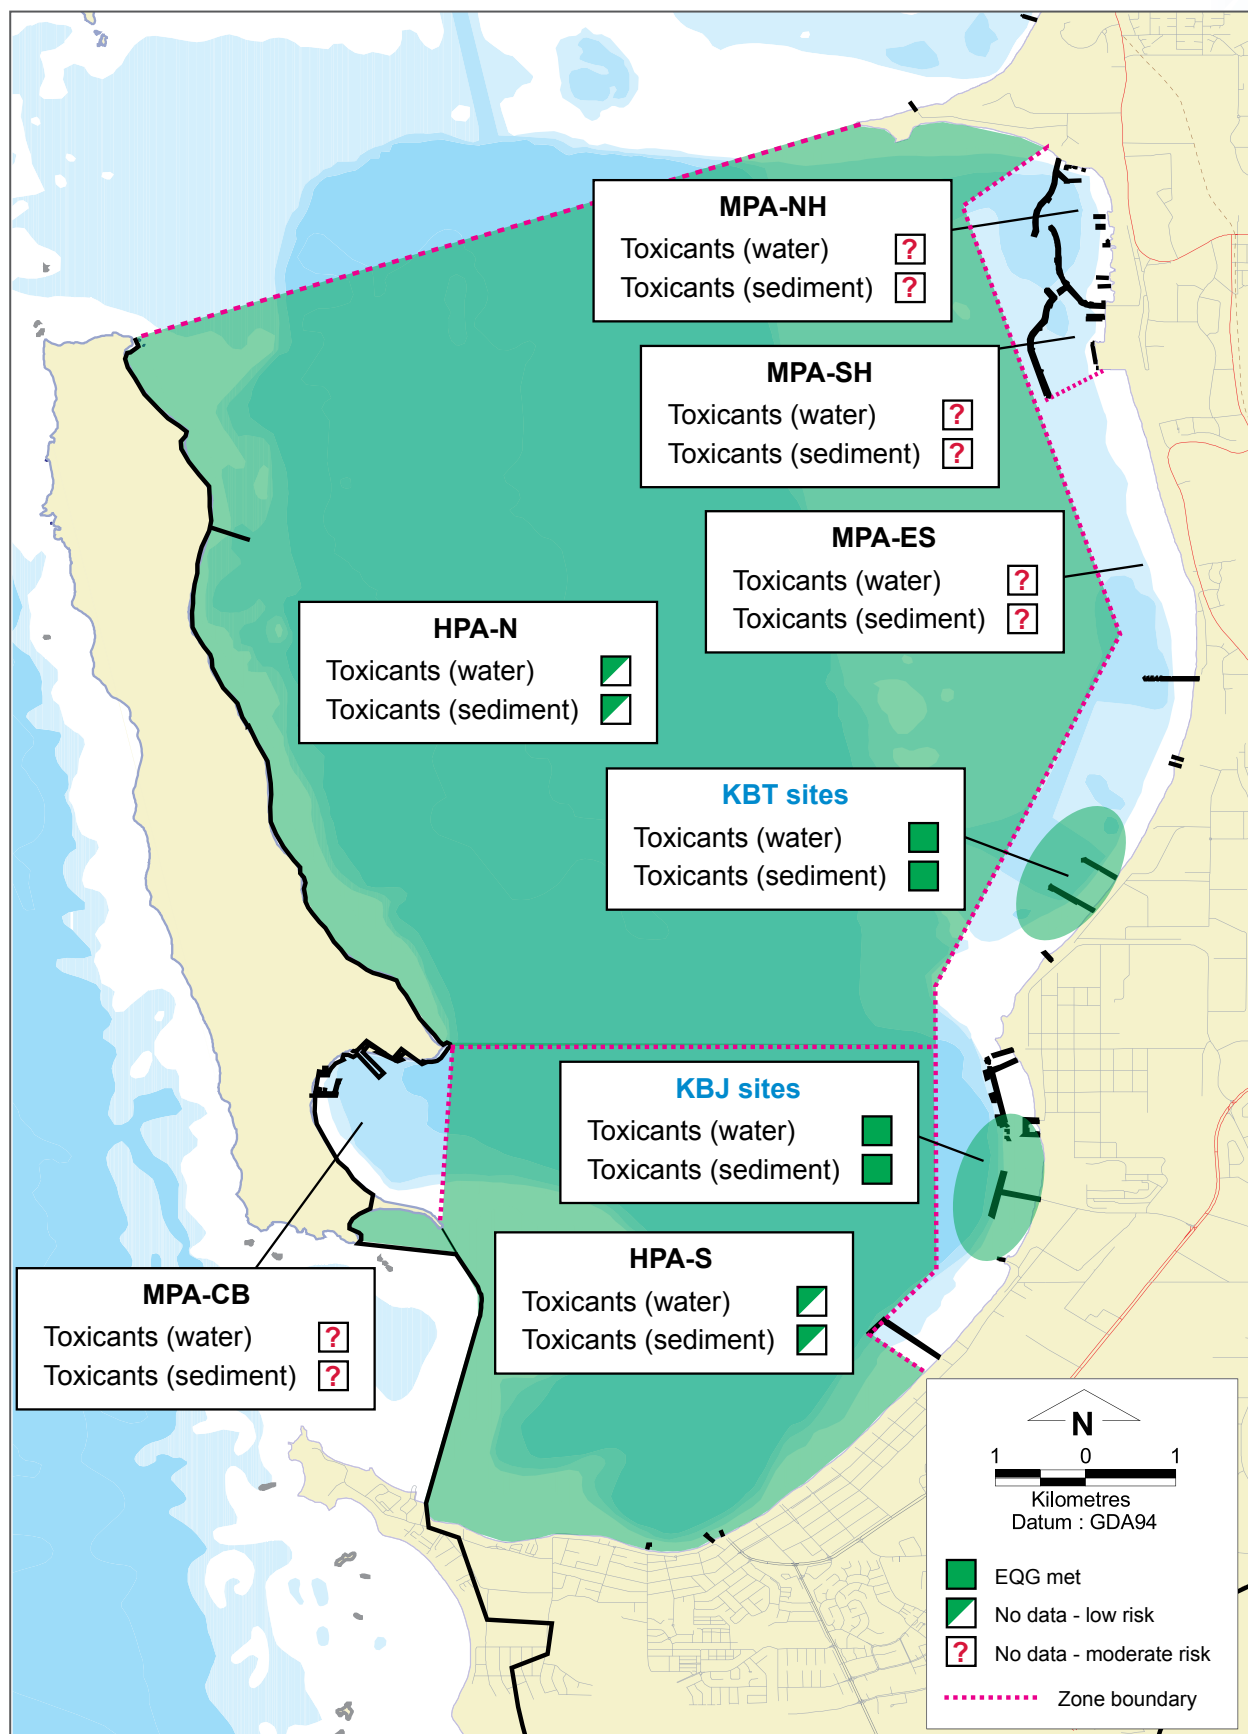 MPA-NH
Toxicants (water) ?
Toxicants (sediment) ?
MPA-SH
Toxicants (water) ?
Toxicants (sediment) ?
MPA-ES
Toxicants (water) ?
Toxicants (sediment) ?
HPA-N
Toxicants (water)
Toxicants (sediment)
KBT sites
Toxicants (water)
Toxicants (sediment)
KBJ sites
Toxicants (water)
Toxicants (sediment)
HPA-S
Toxicants (water)
Toxicants (sediment)
MPA-CB
Toxicants (water) ?
Toxicants (sediment) ?
N
1 0 1
Kilometres
Datum : GDA94
EQG met
No data - low risk
? No data - moderate risk
Zone boundary